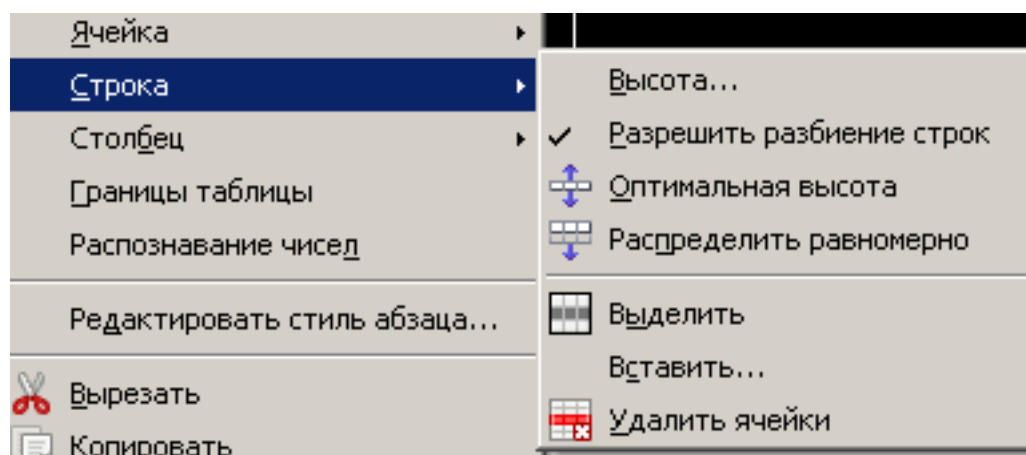 Ячейка
Строка
Столбец
Границы таблицы
Распознавание чисел
Редактировать стиль абзаца...
Вырезать
Копировать
Высота...
Разрешить разбиение строк
Оптимальная высота
Распределить равномерно
Выделить
Вставить...
Удалить ячейки